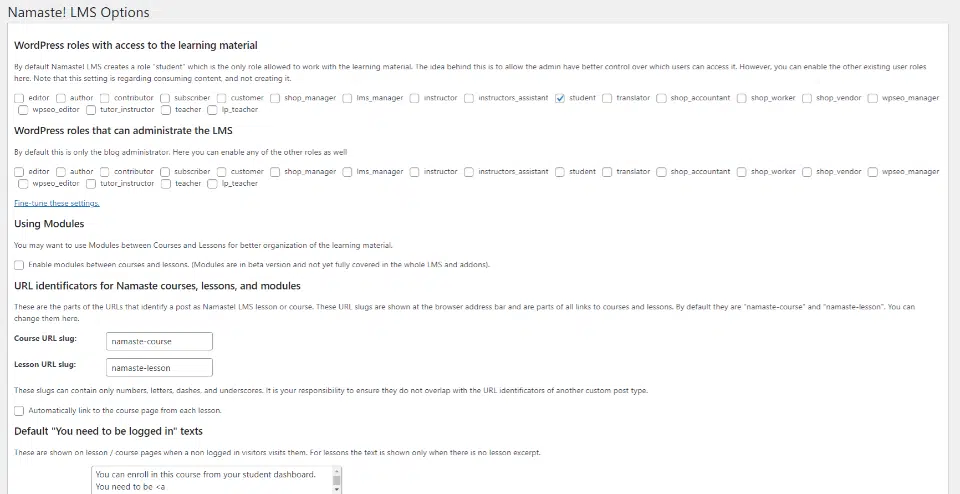 Namaste! LMS Options
WordPress roles with access to the learning material
By default Namaste! LMS creates a role "student" which is the only role allowed to work with the learning material. The idea behind this is to allow the admin have better control over which users can access it. However, you can enable the other existing user roles
here. Note that this setting is regarding consuming content, and not creating it.
editor author contributor subscriber customer shop_manager lms_manager instructor instructors_assistant student translator shop_accountant shop_worker shop_vendor wpseo_manager
wpseo_editor tutor_instructor teacher lp_teacher
WordPress roles that can administrate the LMS
By default this is only the blog administrator. Here you can enable any of the other roles as well
editor author contributor subscriber customer shop_manager lms_manager instructor instructors_assistant student translator shop_accountant shop_worker shop_vendor wpseo_manager
wpseo_editor tutor_instructor teacher lp_teacher
Fine-tune these settings.
Using Modules
You may want to use Modules between Courses and Lessons for better organization of the learning material.
Enable modules between courses and lessons. (Modules are in beta version and not yet fully covered in the whole LMS and addons).
URL identificators for Namaste courses, lessons, and modules
These are the parts of the URLs that identify a post as Namaste! LMS lesson or course. These URL slugs are shown at the browser address bar and are parts of all links to courses and lessons. By default they are "namaste-course" and "namaste-lesson". You can
change them here.
Course URL slug: namaste-course
Lesson URL slug: namaste-lesson
These slugs can contain only numbers, letters, dashes, and underscores. It is your responsibility to ensure they do not overlap with the URL identificators of another custom post type.
Automatically link to the course page from each lesson.
Default "You need to be logged in" texts
These are shown on lesson / course pages when a non logged in visitors visits them. For lessons the text is shown only when there is no lesson excerpt.
You can enroll in this course from your student dashboard.
You need to be <a